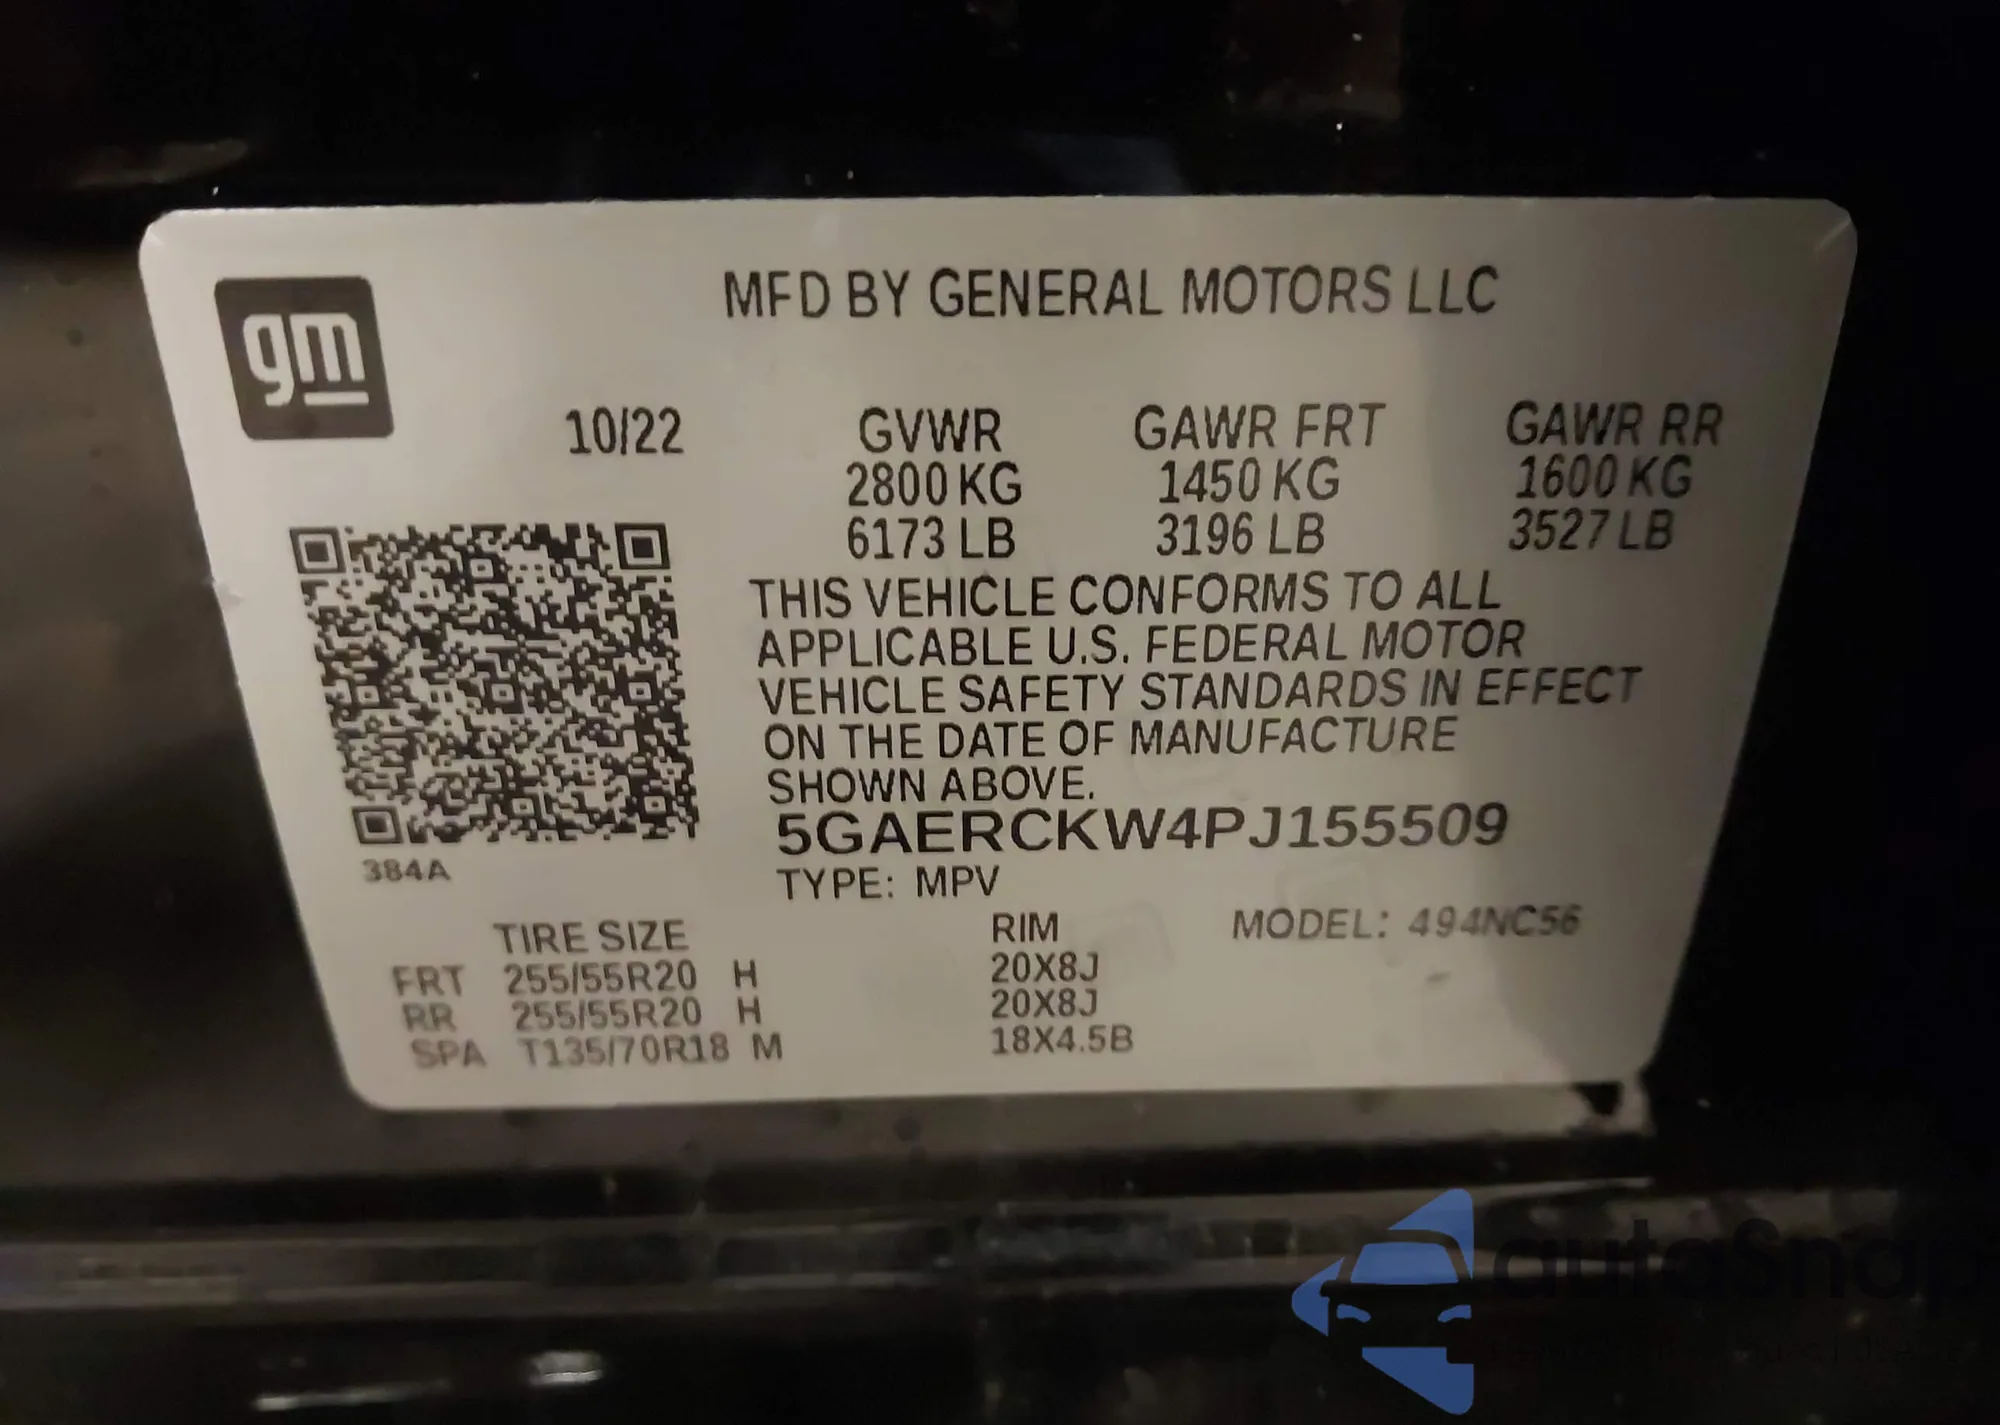 gm
MFD BY GENERAL MOTORS LLC
10/22 GVWR GAWR FRT GAWR RR
2800 KG 1450 KG 1600 KG
6173 LB 3196 LB 3527 LB
THIS VEHICLE CONFORMS TO ALL
APPLICABLE U.S. FEDERAL MOTOR
VEHICLE SAFETY STANDARDS IN EFFECT
ON THE DATE OF MANUFACTURE
SHOWN ABOVE.
5GAERCKW4PJ155509
384A
TYPE: MPV
TIRE SIZE RIM MODEL: 494NC56
FRT 255/55R20 H 20X8J
RR 255/55R20 H 20X8J
SPA T135/70R18 M 18X4.5B
autoSnap